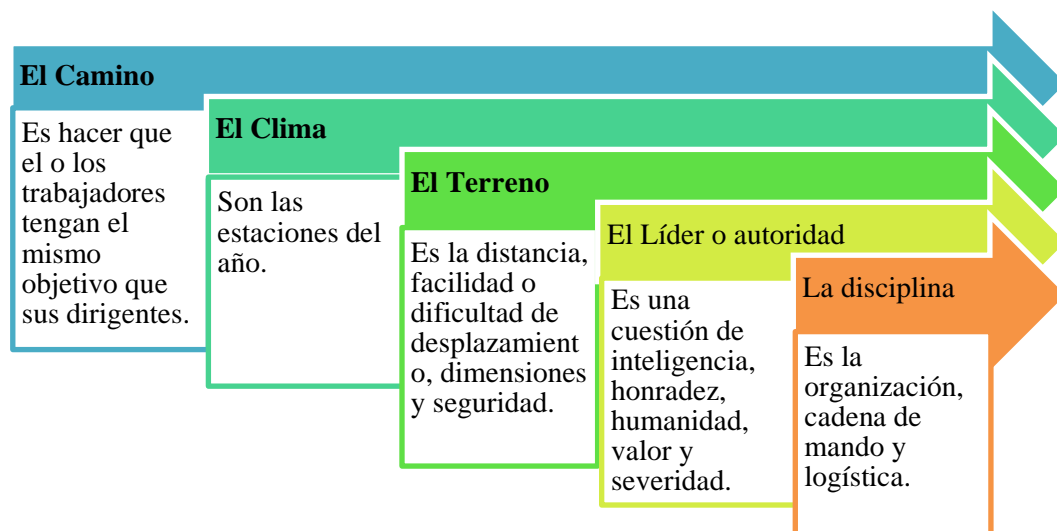 El Camino
Es hacer que
el o los
trabajadores
tengan el
mismo
objetivo que
sus dirigentes.
El Clima
Son las
estaciones del
año.
El Terreno
Es la distancia,
facilidad o
dificultad de
desplazamient
o, dimensiones
y seguridad.
El Líder o autoridad
Es una
cuestión de
inteligencia,
honradez,
humanidad,
valor y
severidad.
La disciplina
Es la
organización,
cadena de
mando y
logística.